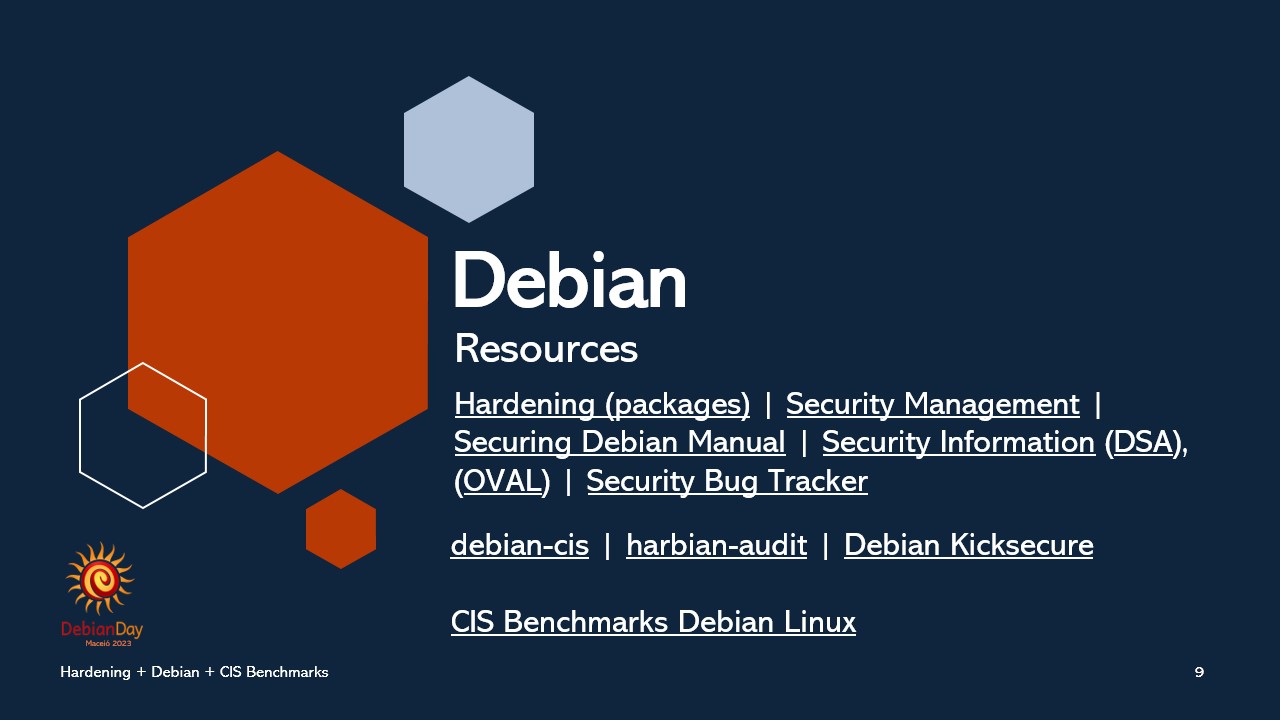 Debian
Resources
Hardening (packages) | Security Management |
Securing Debian Manual | Security Information (DSA),
(OVAL) | Security Bug Tracker
debian-cis | harbian-audit | Debian Kicksecure
CIS Benchmarks Debian Linux
DebianDay
Maceió 2023
Hardening + Debian + CIS Benchmarks
9